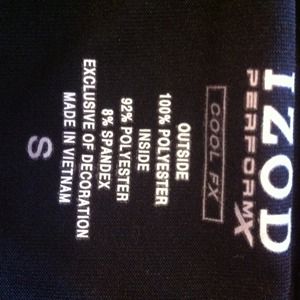 IZOD
PERFORMX
COOL FX
OUTSIDE
100% POLYESTER
INSIDE
92% POLYESTER
8% SPANDEX
EXCLUSIVE OF DECORATION
MADE IN VIETNAM
S